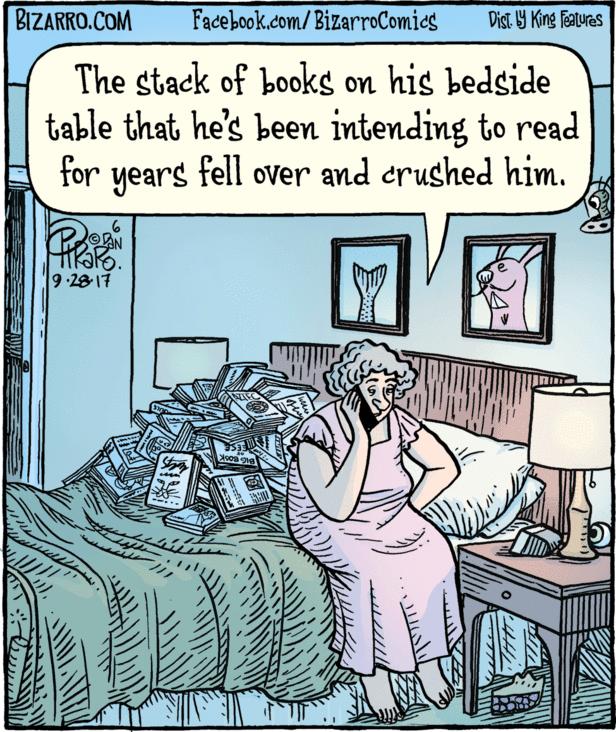 BIZARRO.COM
Facebook.com/BizarroComics
Dist. by King Features
The stack of books on his bedside
table that he's been intending to read
for years fell over and crushed him.
6
© DAN
PIRARO.
9·28·17
BIG BOOK